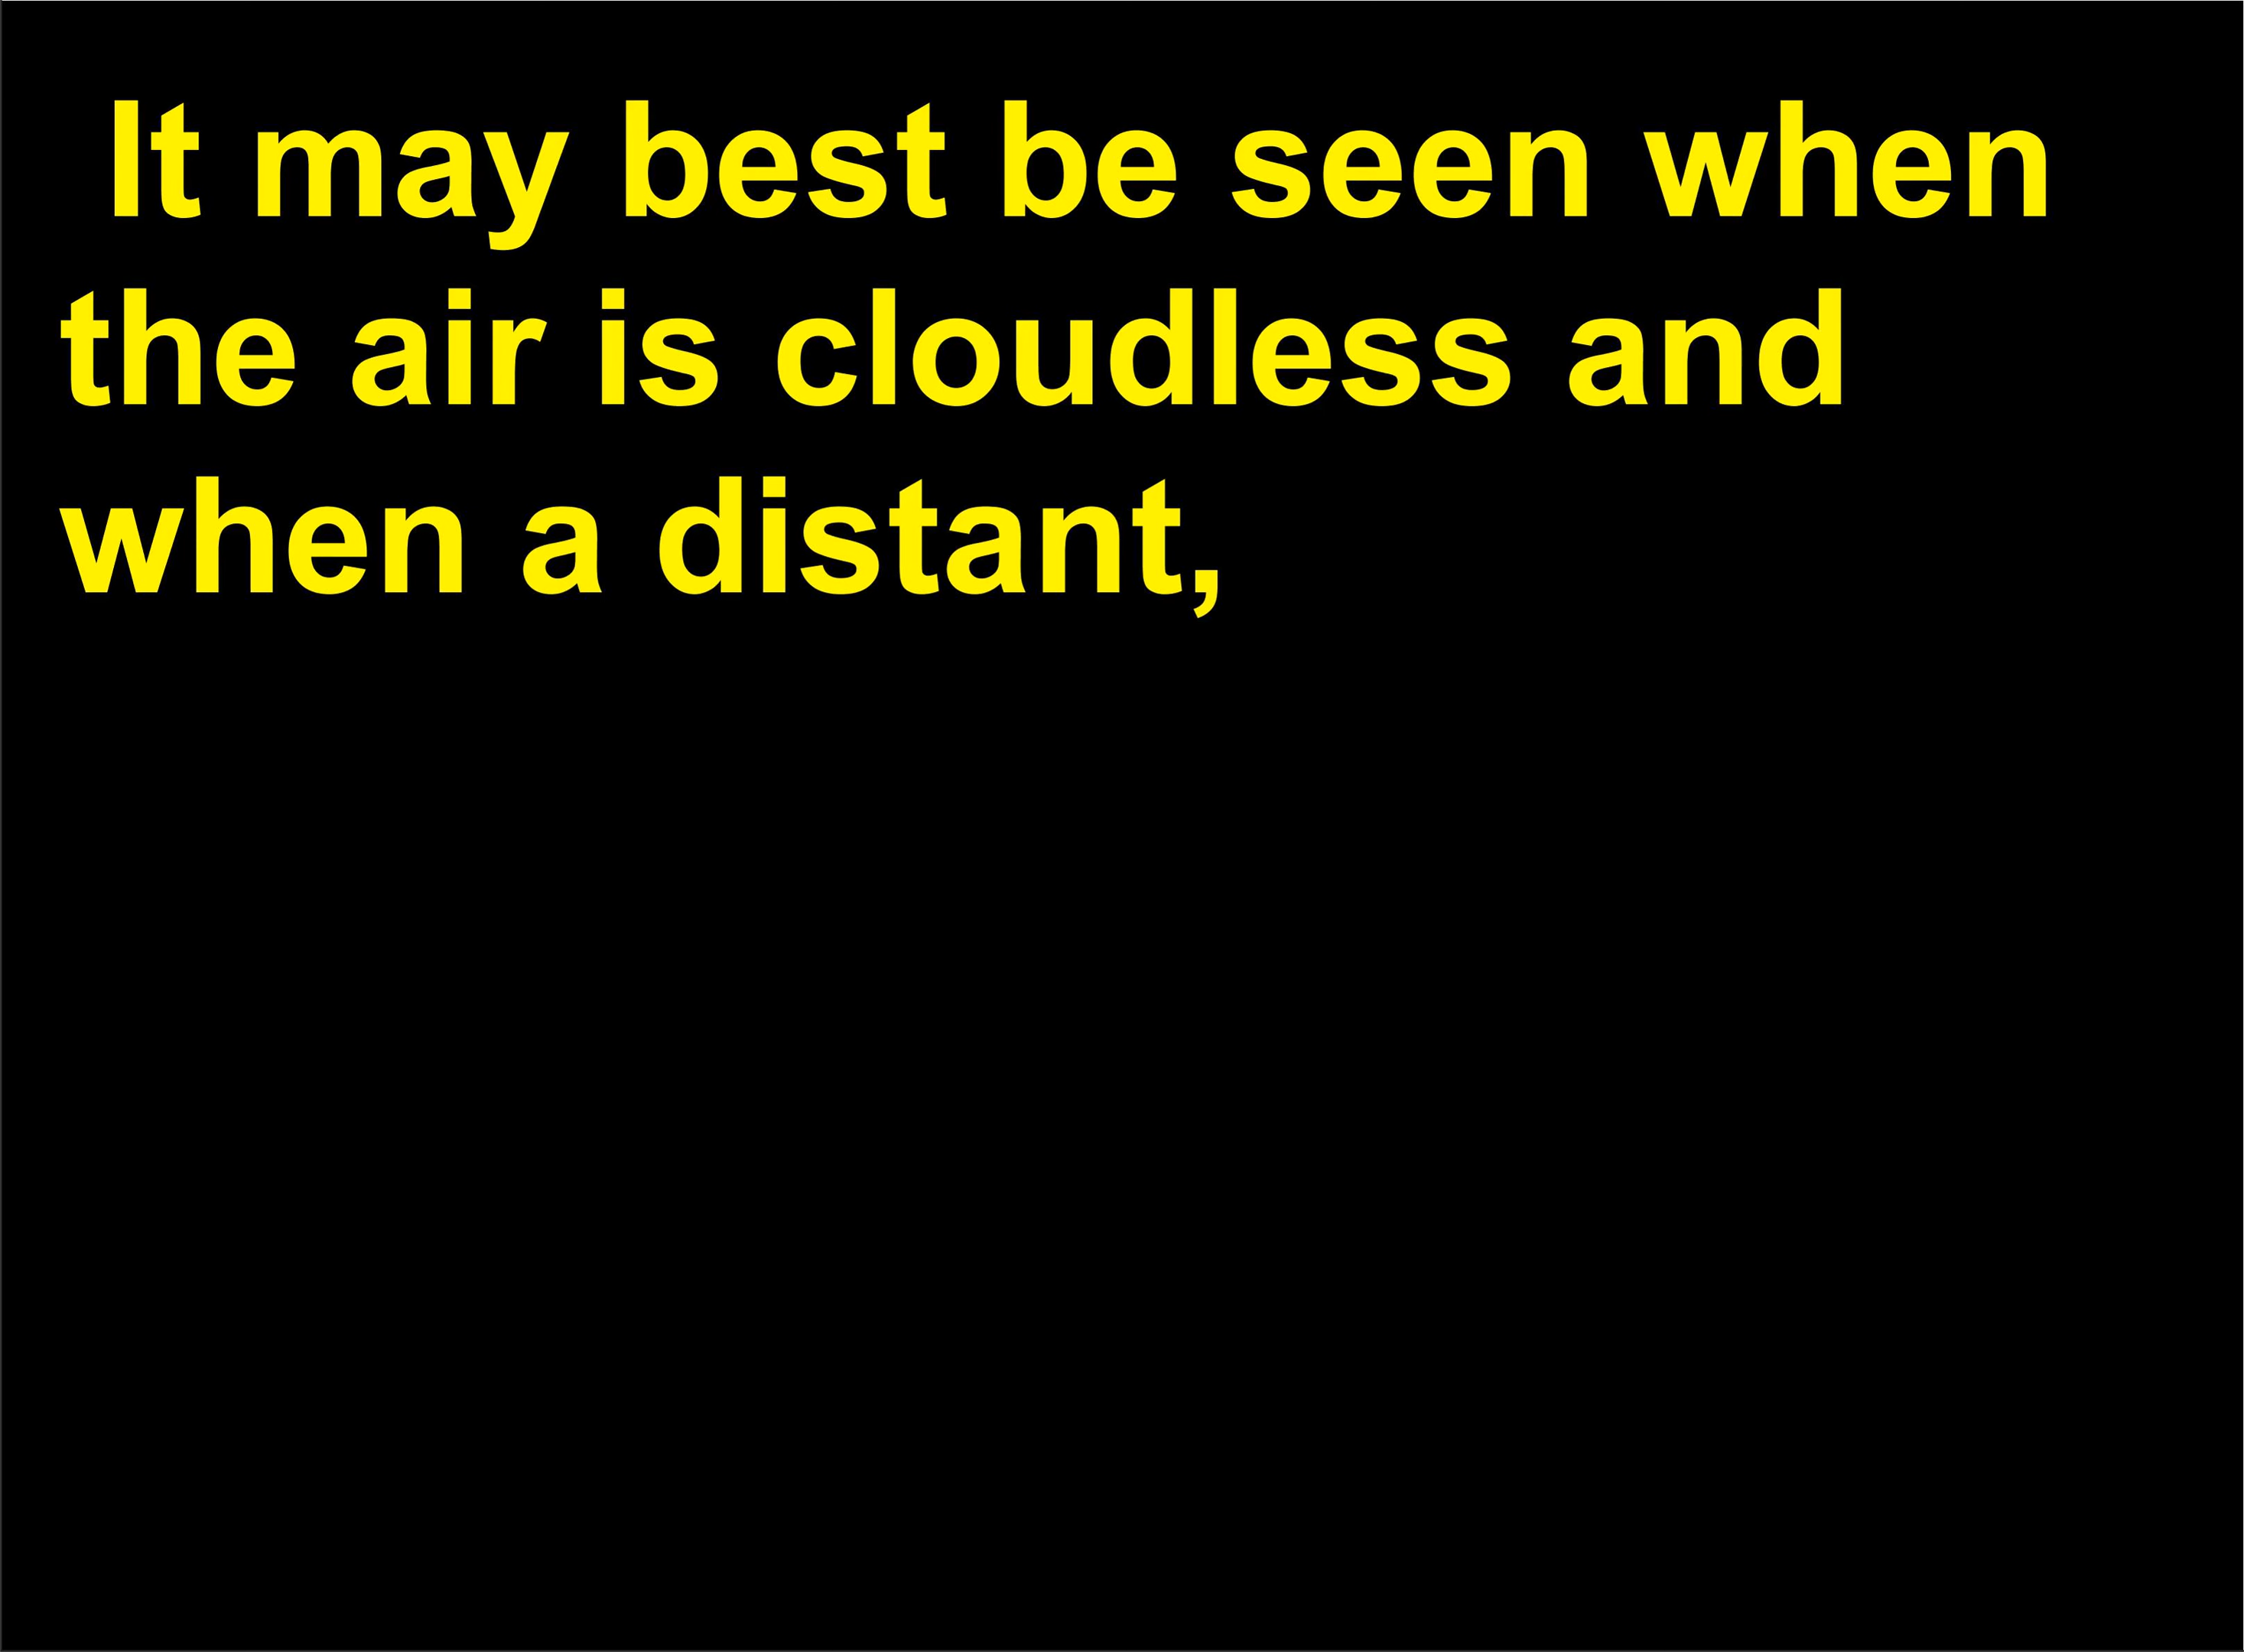 It may best be seen when
the air is cloudless and
when a distant,